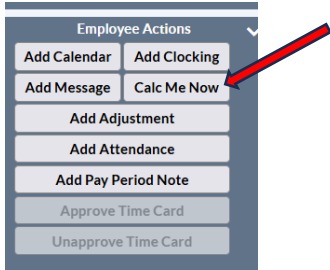 Employee Actions
Add Calendar Add Clocking
Add Message Calc Me Now
Add Adjustment
Add Attendance
Add Pay Period Note
Approve Time Card
Unapprove Time Card